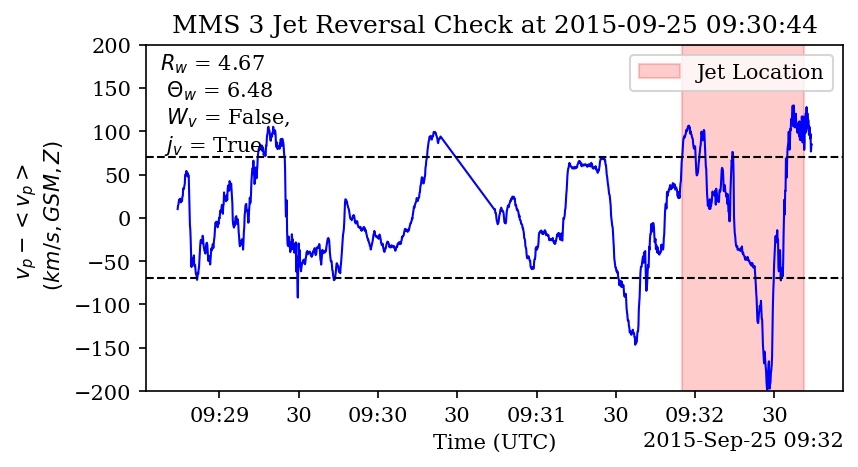 MMS 3 Jet Reversal Check at 2015-09-25 09:30:44
R_w = 4.67
Θ_w = 6.48
W_v = False,
j_v = True
Jet Location
200
150
100
50
0
−50
−100
−150
−200
v_p − < v_p >
(km/s, GSM, Z)
09:29 30 09:30 30 09:31 30 09:32 30
Time (UTC)
2015-Sep-25 09:32